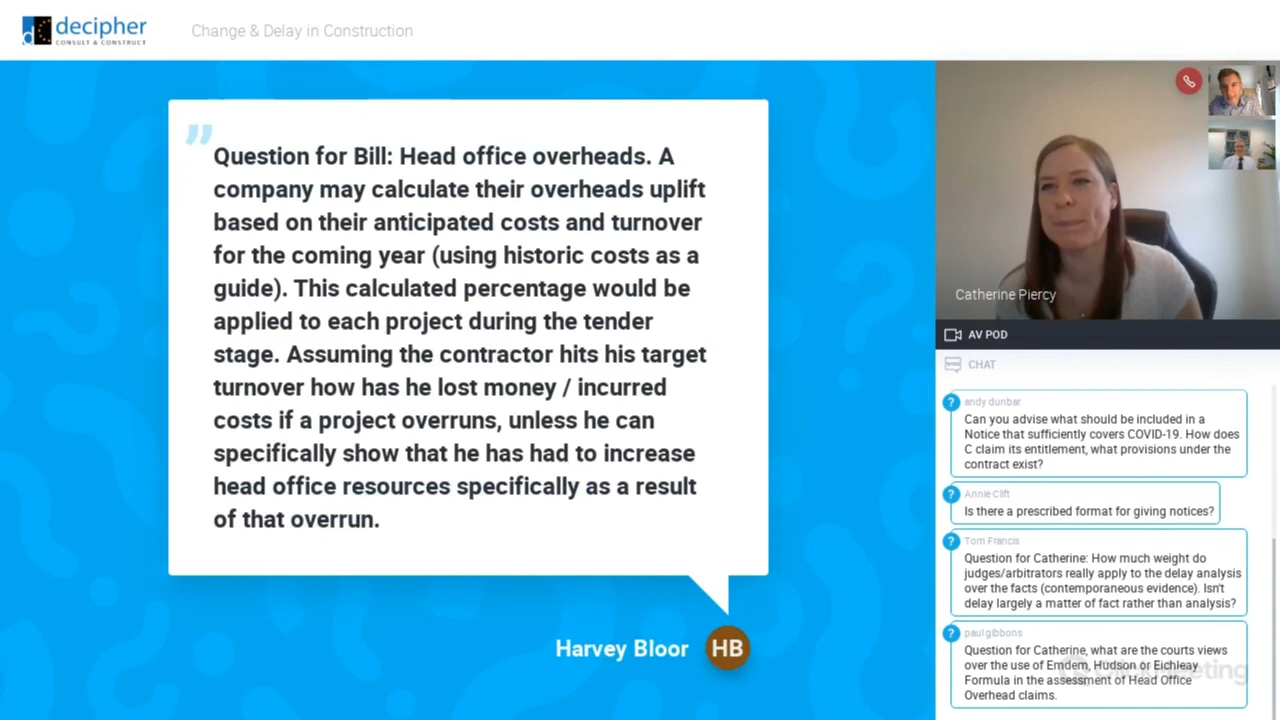 decipher
CONSULT & CONSTRUCT
Change & Delay in Construction
Question for Bill: Head office overheads. A
company may calculate their overheads uplift
based on their anticipated costs and turnover
for the coming year (using historic costs as a
guide). This calculated percentage would be
applied to each project during the tender
stage. Assuming the contractor hits his target
turnover how has he lost money / incurred
costs if a project overruns, unless he can
specifically show that he has had to increase
head office resources specifically as a result
of that overrun.
Harvey Bloor
HB
Catherine Piercy
AV POD
CHAT
andy dunbar
Can you advise what should be included in a
Notice that sufficiently covers COVID-19. How does
C claim its entitlement, what provisions under the
contract exist?
Annie Clift
Is there a prescribed format for giving notices?
Tom Francis
Question for Catherine: How much weight do
judges/arbitrators really apply to the delay analysis
over the facts (contemporaneous evidence). Isn't
delay largely a matter of fact rather than analysis?
paul gibbons
Question for Catherine, what are the courts views
over the use of Emden, Hudson or Eichleay
Formula in the assessment of Head Office
Overhead claims.